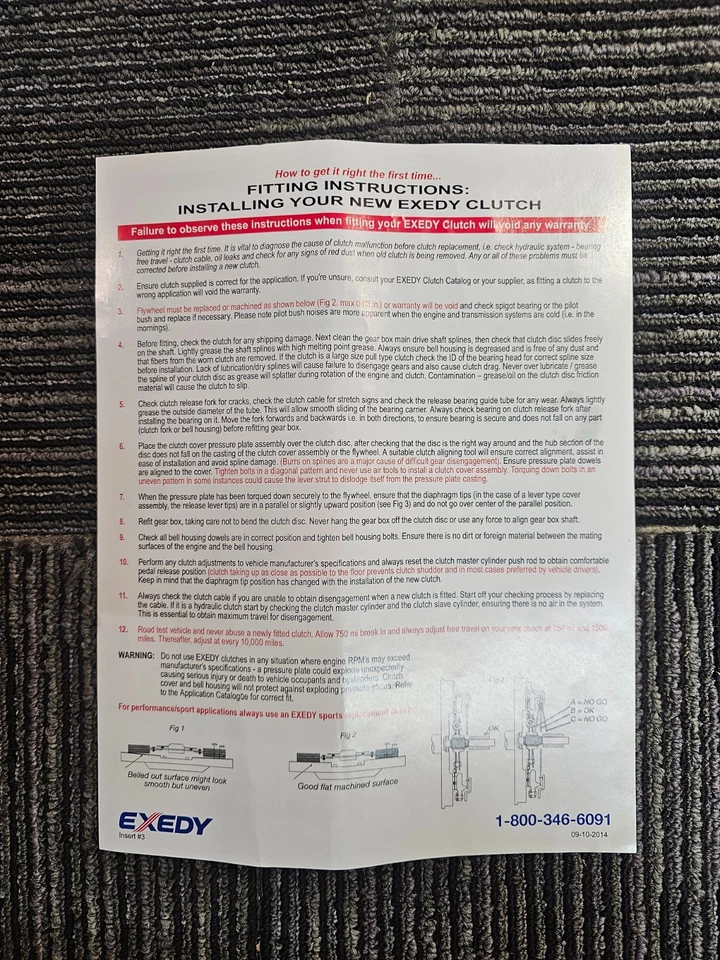 How to get it right the first time...
FITTING INSTRUCTIONS:
INSTALLING YOUR NEW EXEDY CLUTCH
Failure to observe these instructions when fitting your EXEDY Clutch will void any warranty.
1. Getting it right the first time. It is vital to diagnose the cause of clutch malfunction before clutch replacement, i.e. check hydraulic system - bearing
free travel - clutch cable, oil leaks and check for any signs of red dust when old clutch is being removed. Any or all of these problems must be
corrected before installing a new clutch.
2. Ensure clutch supplied is correct for the application. If you're unsure, consult your EXEDY Clutch Catalog or your supplier, as fitting a clutch to the
wrong application will void the warranty.
3. Flywheel must be replaced or machined as shown below (Fig 2. max in.) or warranty will be void and check spigot bearing or the pilot
bush and replace if necessary. Please note pilot bush noises are more apparent when the engine and transmission systems are cold (i.e. in the
mornings).
4. Before fitting, check the clutch for any shipping damage. Next clean the gear box main drive shaft splines, then check that clutch disc slides freely
on the shaft. Lightly grease the shaft splines with high melting point grease. Always ensure bell housing is degreased and is free of any dust and
that fibers from the worn clutch are removed. If the clutch is a large size pull type clutch check the ID of the bearing head for correct spline size
before installation. Lack of lubrication/dry splines will cause failure to disengage gears and also cause clutch drag. Never over lubricate / grease
the spline of your clutch disc as grease will splatter during rotation of the engine and clutch. Contamination – grease/oil on the clutch disc friction
material will cause the clutch to slip.
5. Check clutch release fork for cracks, check the clutch cable for stretch signs and check the release bearing guide tube for any wear. Always lightly
grease the outside diameter of the tube. This will allow smooth sliding of the bearing carrier. Always check bearing on clutch release fork after
installing the bearing on it. Move the fork forwards and backwards i.e. in both directions, to ensure bearing is secure and does not fall on any part
(clutch fork or bell housing) before refitting gear box.
6. Place the clutch cover pressure plate assembly over the clutch disc, after checking that the disc is the right way around and the hub section of the
disc does not fall on the casting of the clutch cover assembly or the flywheel. A suitable clutch aligning tool will ensure correct alignment, assist in
ease of installation and avoid spline damage. (Burrs on splines are a major cause of difficult gear disengagement). Ensure pressure plate dowels
are aligned to the cover. Tighten bolts in a diagonal pattern and never use air tools to install a clutch cover assembly. Torquing down bolts in an
uneven pattern in some instances could cause the lever strut to dislodge itself from the pressure plate casting.
7. When the pressure plate has been torqued down securely to the flywheel, ensure that the diaphragm tips (in the case of a lever type cover
assembly, the release lever tips) are in a parallel or slightly upward position (see Fig 3) and do not go over center of the parallel position.
8. Refit gear box, taking care not to bend the clutch disc. Never hang the gear box off the clutch disc or use any force to align gear box shaft.
9. Check all bell housing dowels are in correct position and tighten bell housing bolts. Ensure there is no dirt or foreign material between the mating
surfaces of the engine and the bell housing.
10. Perform any clutch adjustments to vehicle manufacturer's specifications and always reset the clutch master cylinder push rod to obtain comfortable
pedal release position (clutch taking up as close as possible to the floor prevents clutch shudder and in most cases preferred by vehicle drivers).
Keep in mind that the diaphragm tip position has changed with the installation of the new clutch.
11. Always check the clutch cable if you are unable to obtain disengagement when a new clutch is fitted. Start off your checking process by replacing
the cable. If it is a hydraulic clutch start by checking the clutch master cylinder and the clutch slave cylinder, ensuring there is no air in the system.
This is essential to obtain maximum travel for disengagement.
12. Road test vehicle and never abuse a newly fitted clutch. Allow 750 mi break in and always adjust free travel on your new clutch at 750 mi and 1500
miles. Thereafter, adjust at every 10,000 miles.
WARNING: Do not use EXEDY clutches in any situation where engine RPM's may exceed
manufacturer's specifications - a pressure plate could explode unexpectedly
causing serious injury or death to vehicle occupants and bystanders. Clutch
cover and bell housing will not protect against exploding pressure plates. Refer
to the Application Catalogue for correct fit.
For performance/sport applications always use an EXEDY sports replacement clutch.
Fig 1
Fig 2
Fig 3
OK
A = NO GO
B = OK
C = NO GO
Belled out surface might look
smooth but uneven
Good flat machined surface
EXEDY
Insert #3
1-800-346-6091
09-10-2014